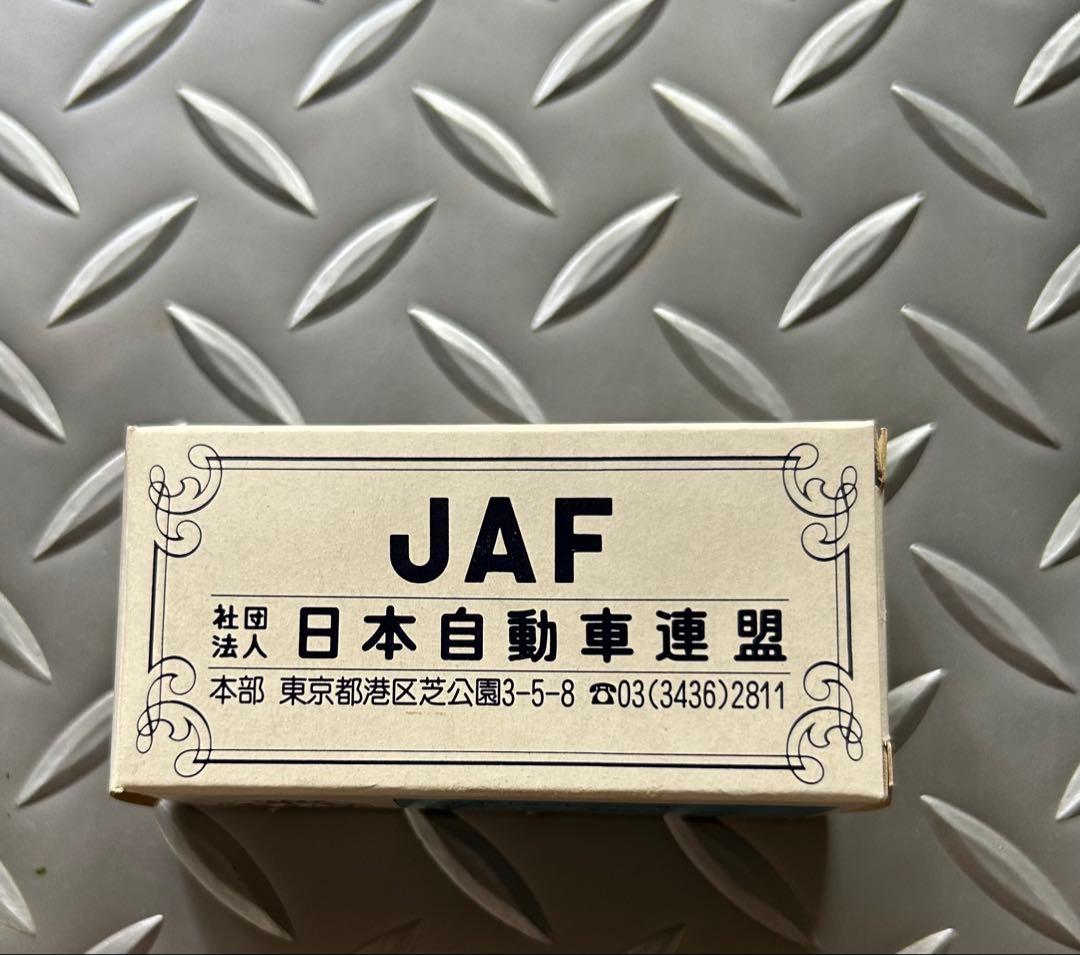 JAF
社団法人 日本自動車連盟
本部 東京都港区芝公園3-5-8 ☎03(3436)2811